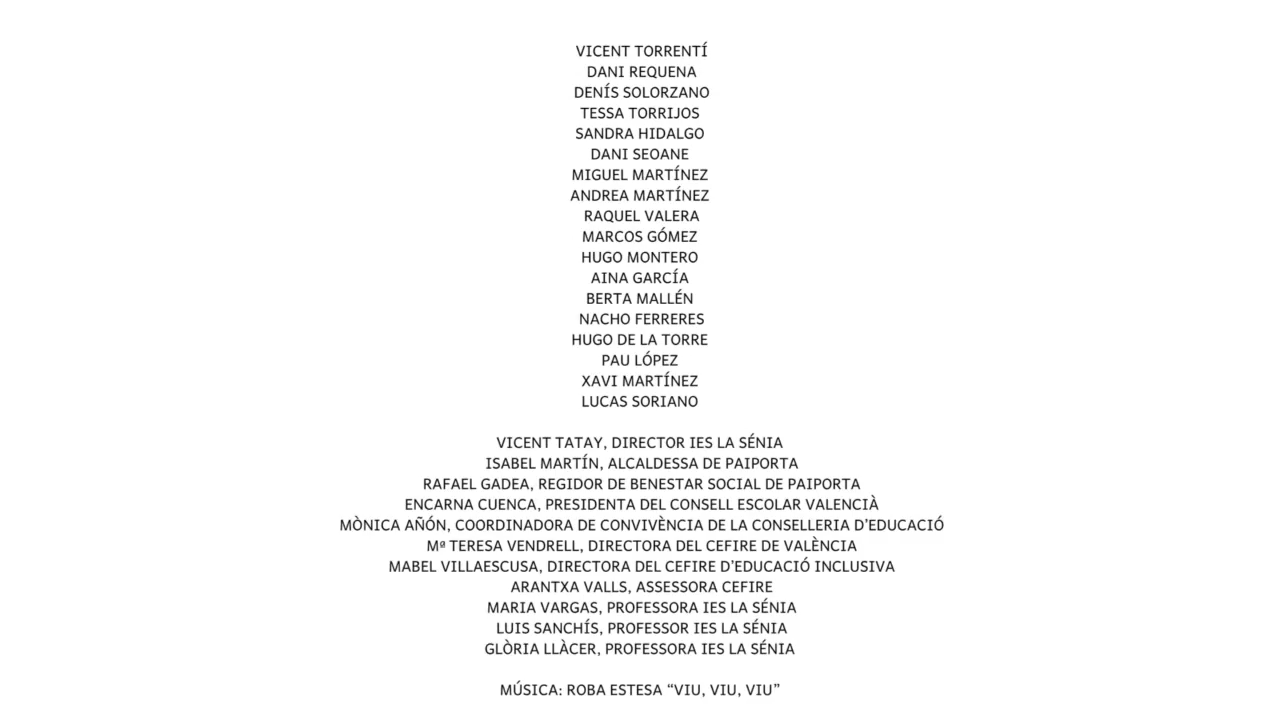 VICENT TORRENTÍ
DANI REQUENA
DENÍS SOLORZANO
TESSA TORRIJOS
SANDRA HIDALGO
DANI SEOANE
MIGUEL MARTÍNEZ
ANDREA MARTÍNEZ
RAQUEL VALERA
MARCOS GÓMEZ
HUGO MONTERO
AINA GARCÍA
BERTA MALLÉN
NACHO FERRERES
HUGO DE LA TORRE
PAU LÓPEZ
XAVI MARTÍNEZ
LUCAS SORIANO
VICENT TATAY, DIRECTOR IES LA SÉNIA
ISABEL MARTÍN, ALCALDESSA DE PAIPORTA
RAFAEL GADEA, REGIDOR DE BENESTAR SOCIAL DE PAIPORTA
ENCARNA CUENCA, PRESIDENTA DEL CONSELL ESCOLAR VALENCIÀ
MÒNICA AÑÓN, COORDINADORA DE CONVIVÈNCIA DE LA CONSELLERIA D’EDUCACIÓ
Mª TERESA VENDRELL, DIRECTORA DEL CEFIRE DE VALÈNCIA
MABEL VILLAESCUSA, DIRECTORA DEL CEFIRE D’EDUCACIÓ INCLUSIVA
ARANTXA VALLS, ASSESSORA CEFIRE
MARIA VARGAS, PROFESSORA IES LA SÉNIA
LUIS SANCHÍS, PROFESSOR IES LA SÉNIA
GLÒRIA LLÀCER, PROFESSORA IES LA SÉNIA
MÚSICA: ROBA ESTESA “VIU, VIU, VIU”